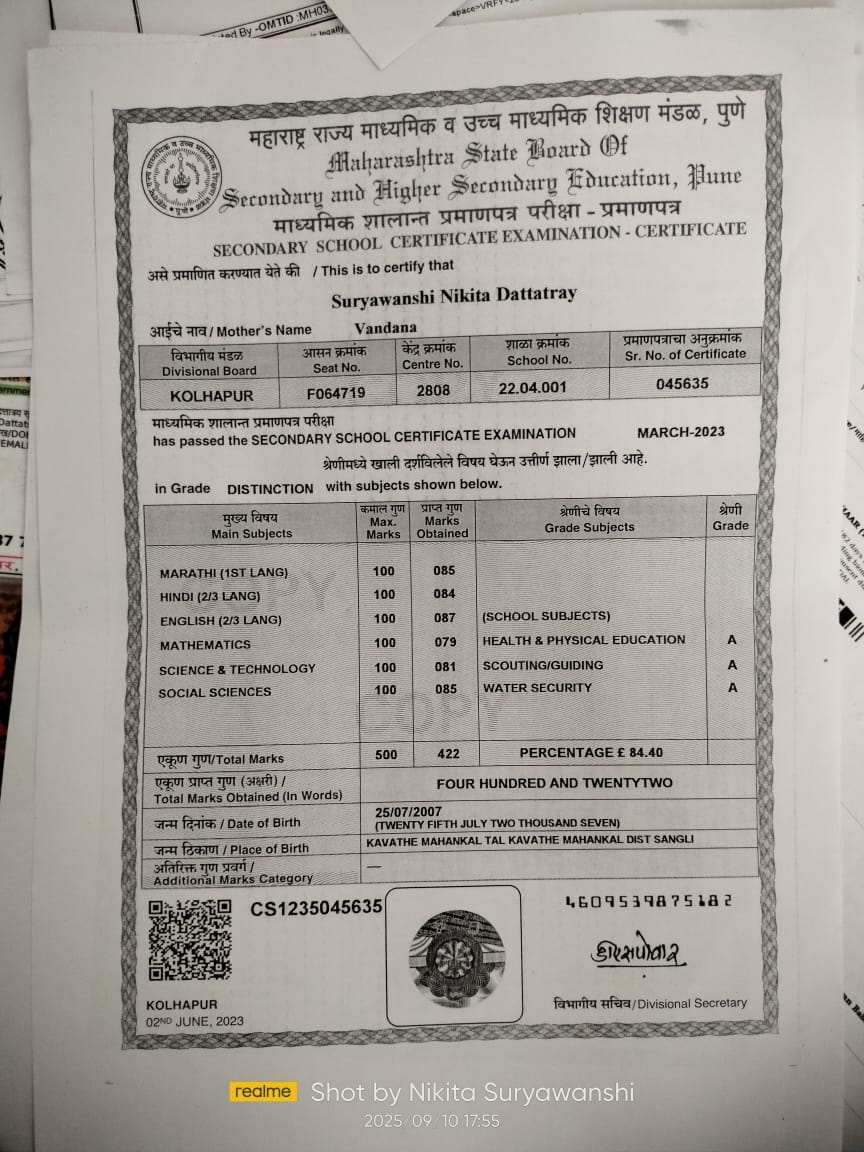 ted By -OMTID :MH03
is legally
महाराष्ट्र राज्य माध्यमिक व उच्च माध्यमिक शिक्षण मंडळ, पुणे
Maharashtra State Board Of
Secondary and Higher Secondary Education, Pune
माध्यमिक शालान्त प्रमाणपत्र परीक्षा - प्रमाणपत्र
SECONDARY SCHOOL CERTIFICATE EXAMINATION - CERTIFICATE
असे प्रमाणित करण्यात येते की / This is to certify that
Suryawanshi Nikita Dattatray
आईचे नाव / Mother's Name Vandana
विभागीय मंडळ आसन क्रमांक केंद्र क्रमांक शाळा क्रमांक प्रमाणपत्राचा अनुक्रमांक
Divisional Board Seat No. Centre No. School No. Sr. No. of Certificate
KOLHAPUR F064719 2808 22.04.001 045635
माध्यमिक शालान्त प्रमाणपत्र परीक्षा
has passed the SECONDARY SCHOOL CERTIFICATE EXAMINATION MARCH-2023
श्रेणीमध्ये खाली दर्शविलेले विषय घेऊन उत्तीर्ण झाला/झाली आहे.
in Grade DISTINCTION with subjects shown below.
मुख्य विषय कमाल गुण प्राप्त गुण श्रेणीचे विषय श्रेणी
Main Subjects Max. Marks Marks Obtained Grade Subjects Grade
MARATHI (1ST LANG) 100 085
HINDI (2/3 LANG) 100 084
ENGLISH (2/3 LANG) 100 087 (SCHOOL SUBJECTS)
MATHEMATICS 100 079 HEALTH & PHYSICAL EDUCATION A
SCIENCE & TECHNOLOGY 100 081 SCOUTING/GUIDING A
SOCIAL SCIENCES 100 085 WATER SECURITY A
COPY
COPY
एकूण गुण/Total Marks 500 422 PERCENTAGE £ 84.40
एकूण प्राप्त गुण (अक्षरी) /
Total Marks Obtained (In Words) FOUR HUNDRED AND TWENTYTWO
जन्म दिनांक / Date of Birth 25/07/2007
(TWENTY FIFTH JULY TWO THOUSAND SEVEN)
जन्म ठिकाण / Place of Birth KAVATHE MAHANKAL TAL KAVATHE MAHANKAL DIST SANGLI
अतिरिक्त गुण प्रवर्ग / —
Additional Marks Category
CS1235045635
4609539875182
KOLHAPUR विभागीय सचिव/Divisional Secretary
02ND JUNE, 2023
realme Shot by Nikita Suryawanshi
2025/09/10 17:55